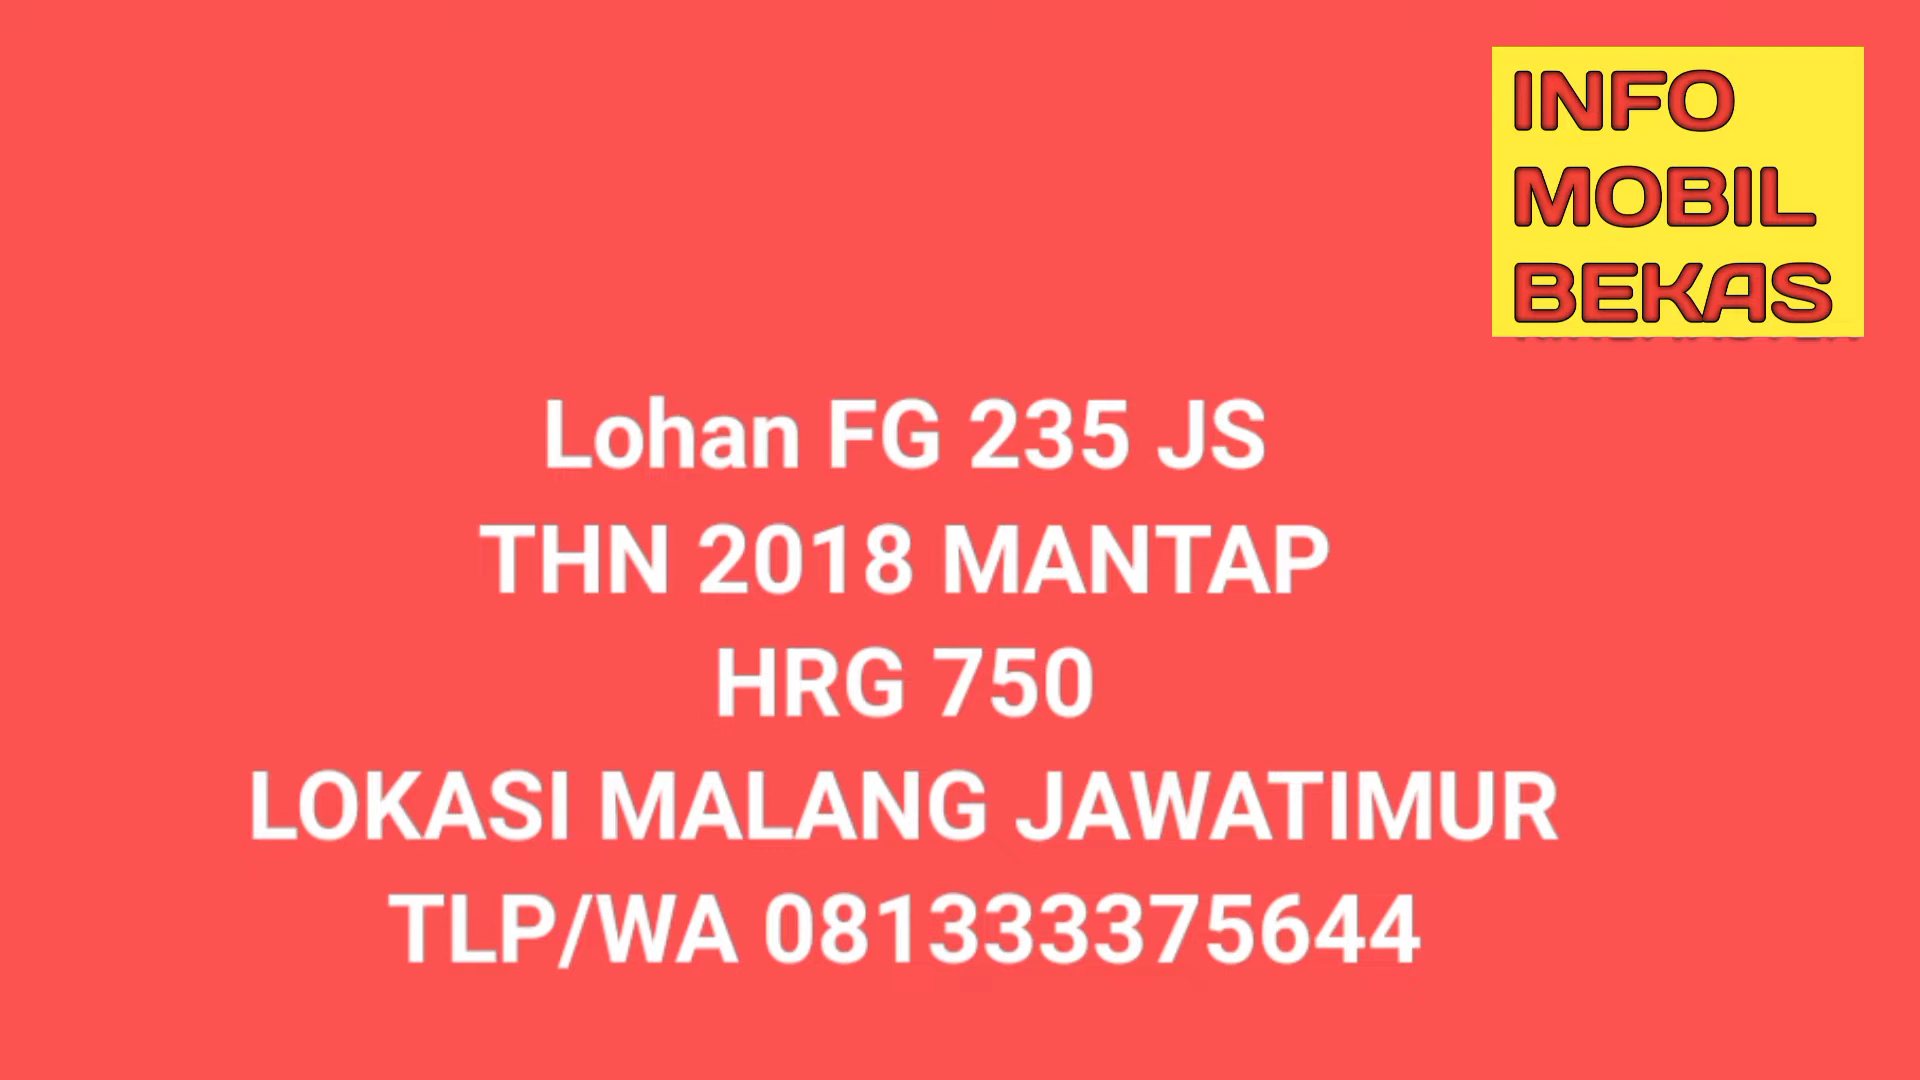 INFO
MOBIL
BEKAS
Lohan FG 235 JS
THN 2018 MANTAP
HRG 750
LOKASI MALANG JAWATIMUR
TLP/WA 081333375644